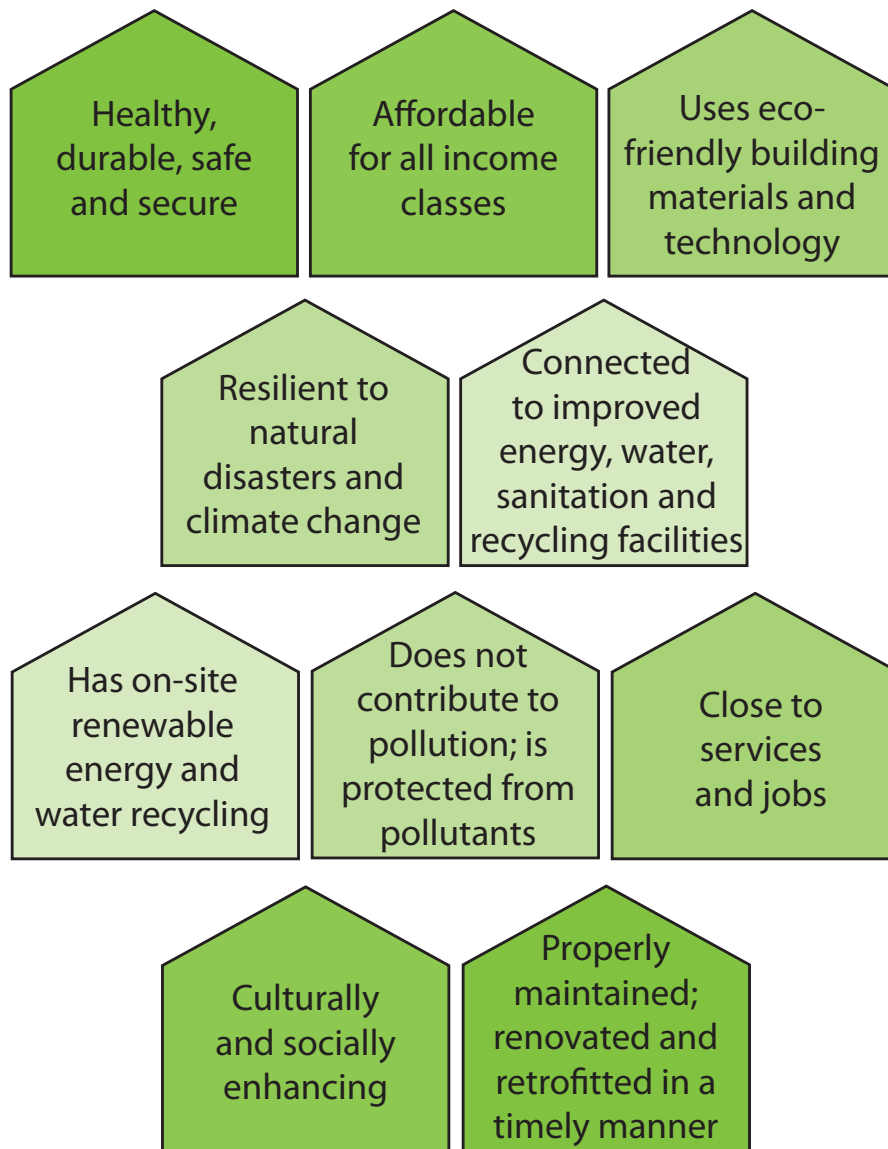 Healthy,
durable, safe
and secure
Affordable
for all income
classes
Uses eco-
friendly building
materials and
technology
Resilient to
natural
disasters and
climate change
Connected
to improved
energy, water,
sanitation and
recycling facilities
Has on-site
renewable
energy and
water recycling
Does not
contribute to
pollution; is
protected from
pollutants
Close to
services
and jobs
Culturally
and socially
enhancing
Properly
maintained;
renovated and
retrofitted in a
timely manner